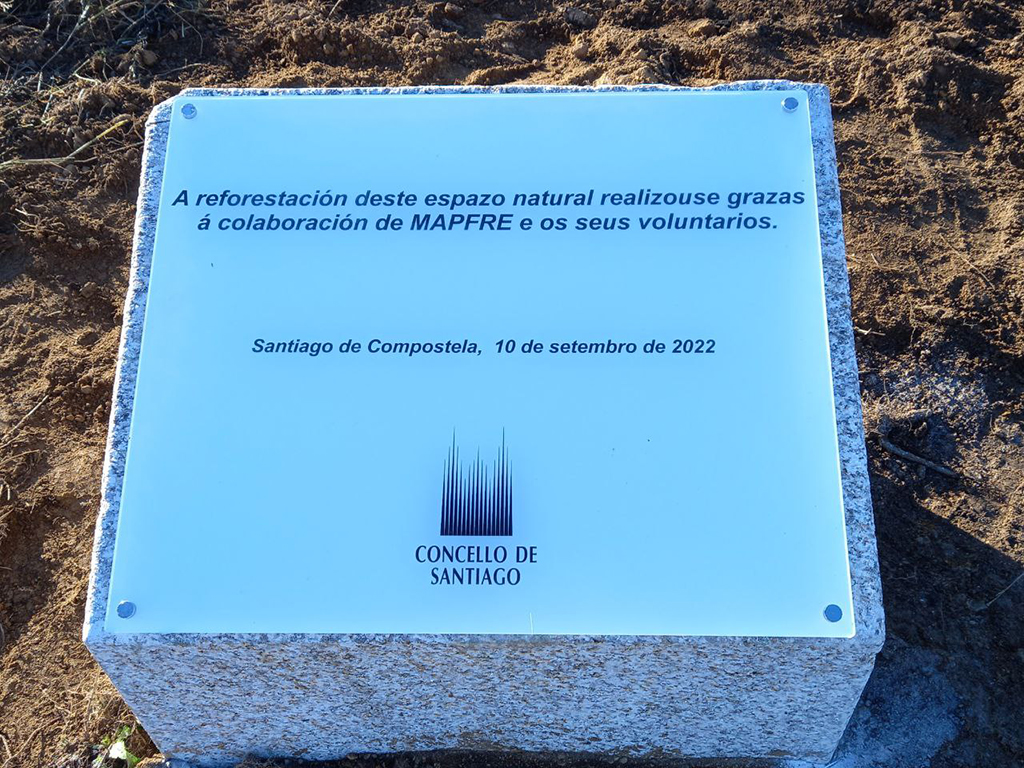 A reforestación deste espazo natural realizouse grazas
á colaboración de MAPFRE e os seus voluntarios.
Santiago de Compostela, 10 de setembro de 2022
CONCELLO DE
SANTIAGO